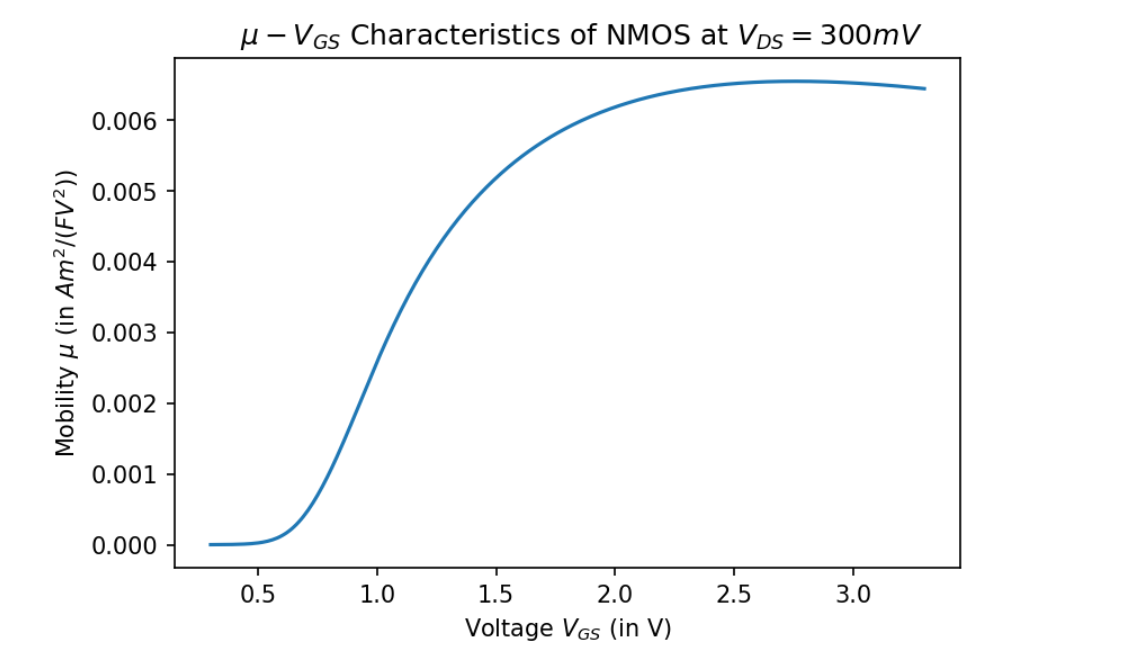 μ − V_GS Characteristics of NMOS at V_DS = 300mV
Mobility μ (in Am²/(FV²))
0.006
0.005
0.004
0.003
0.002
0.001
0.000
0.5 1.0 1.5 2.0 2.5 3.0
Voltage V_GS (in V)